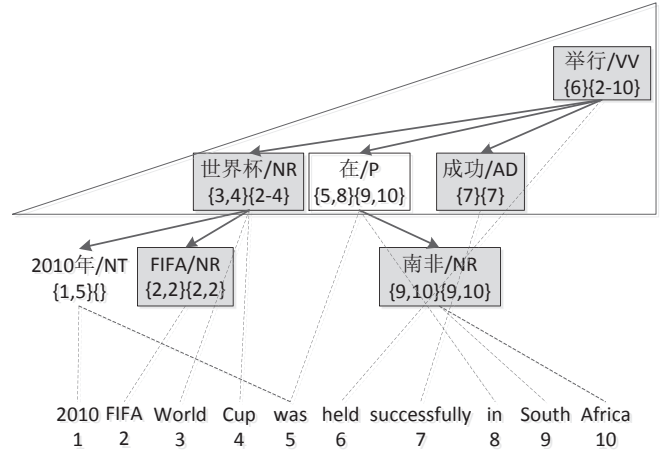 举行/VV
{6}{2-10}
世界杯/NR 在/P 成功/AD
{3,4}{2-4} {5,8}{9,10} {7}{7}
2010年/NT FIFA/NR 南非/NR
{1,5}{} {2,2}{2,2} {9,10}{9,10}
2010 FIFA World Cup was held successfully in South Africa
1 2 3 4 5 6 7 8 9 10